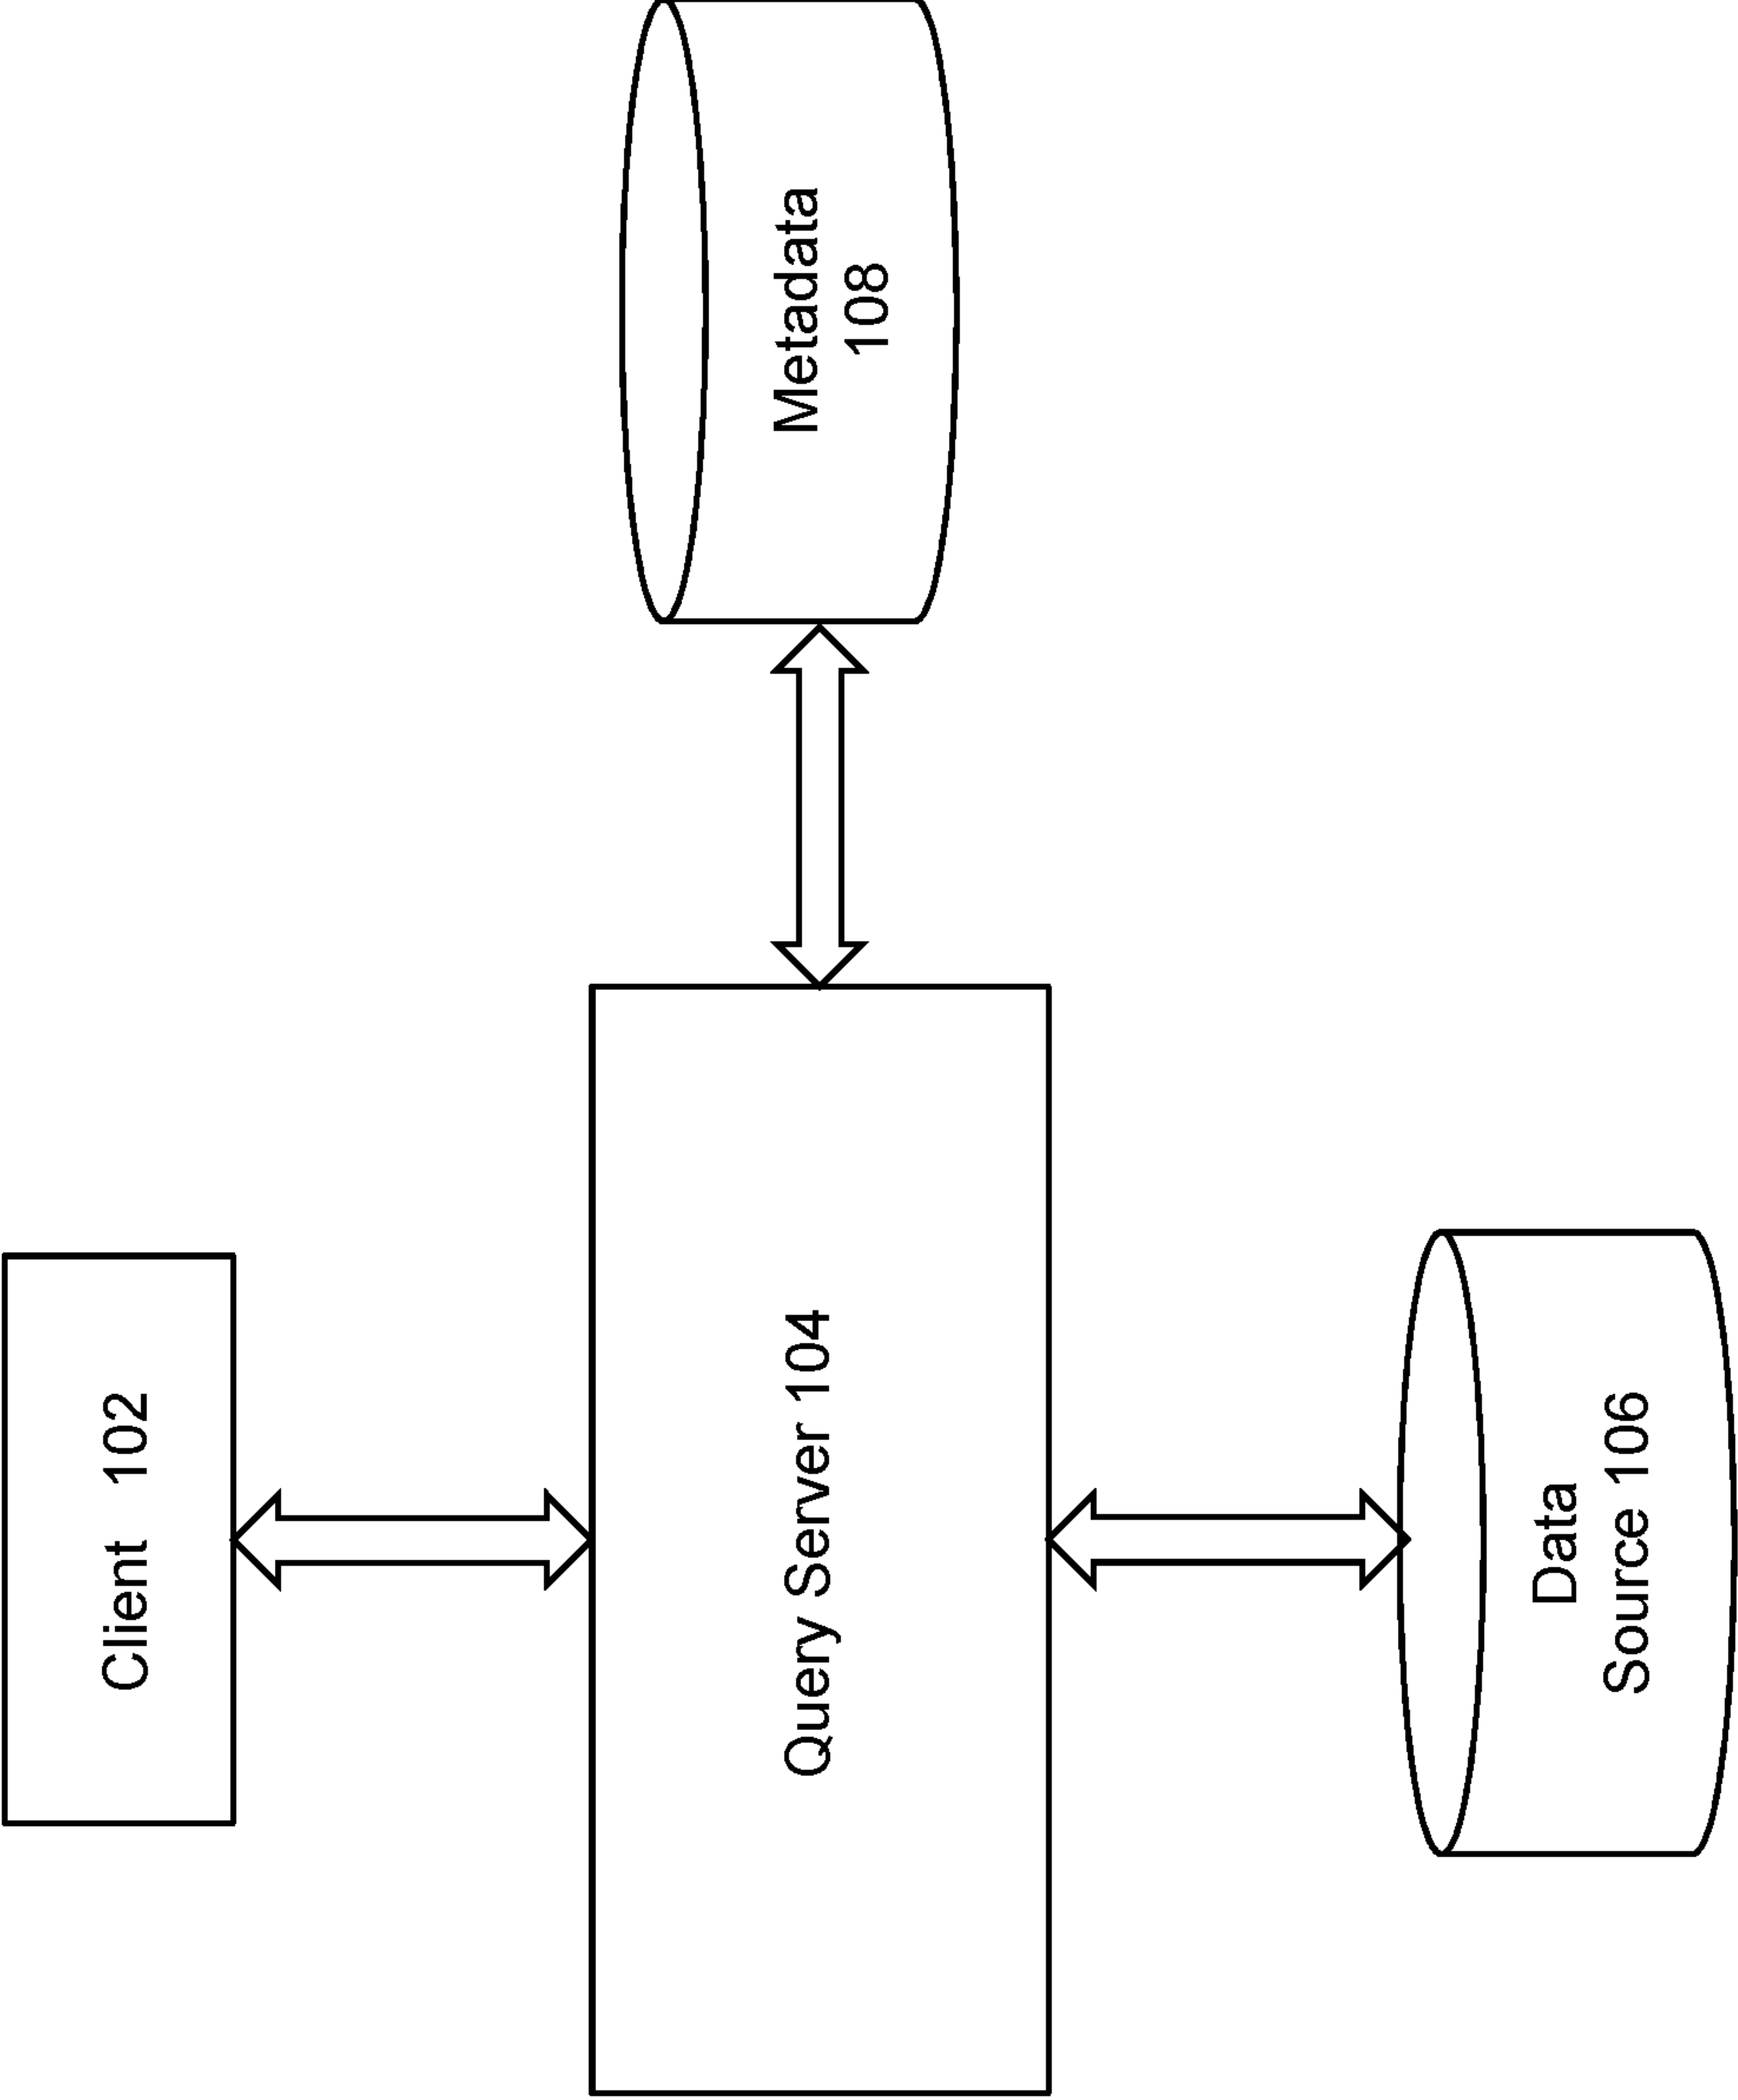 Client 102
Query Server 104
Metadata
108
Data
Source 106